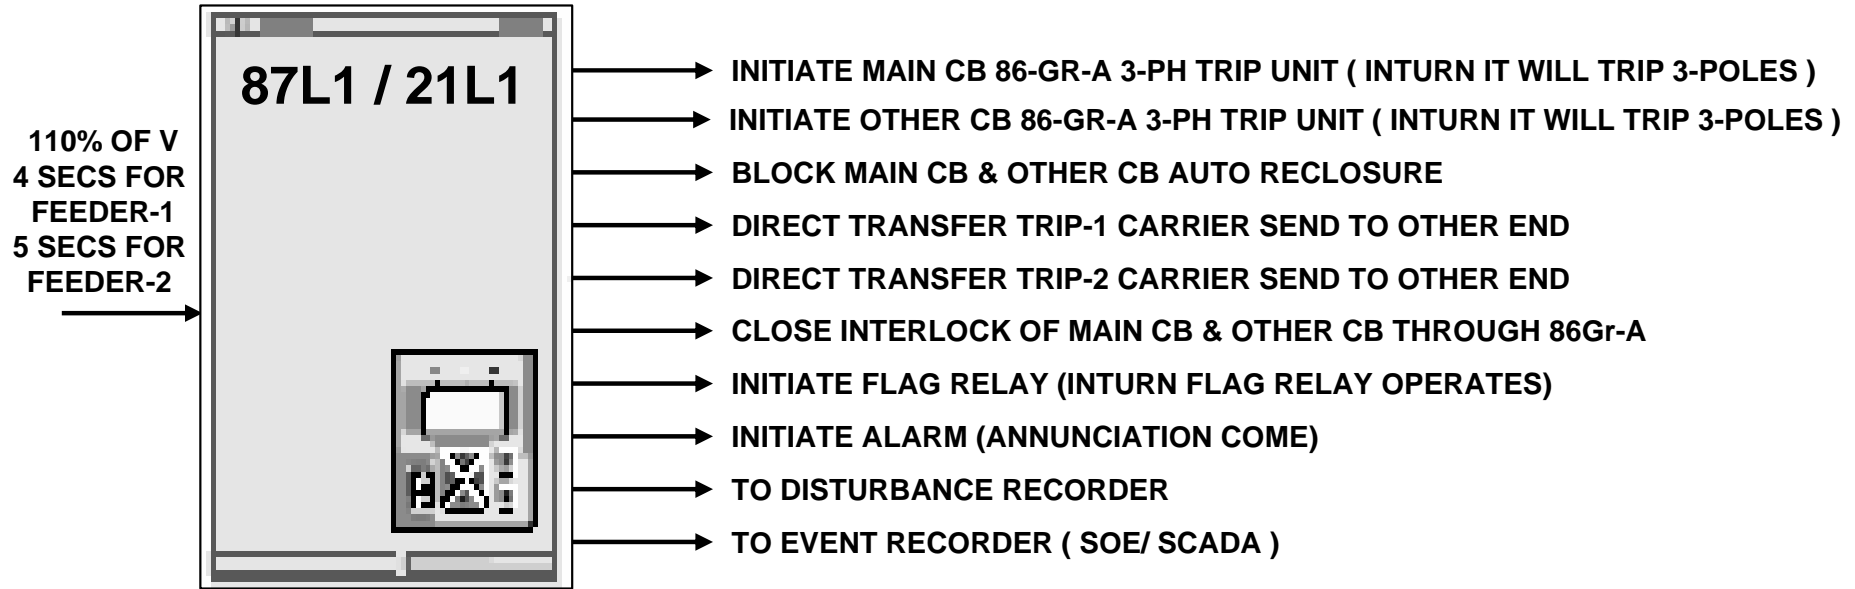 87L1 / 21L1
110% OF V
4 SECS FOR
FEEDER-1
5 SECS FOR
FEEDER-2
INITIATE MAIN CB 86-GR-A 3-PH TRIP UNIT ( INTURN IT WILL TRIP 3-POLES )
INITIATE OTHER CB 86-GR-A 3-PH TRIP UNIT ( INTURN IT WILL TRIP 3-POLES )
BLOCK MAIN CB & OTHER CB AUTO RECLOSURE
DIRECT TRANSFER TRIP-1 CARRIER SEND TO OTHER END
DIRECT TRANSFER TRIP-2 CARRIER SEND TO OTHER END
CLOSE INTERLOCK OF MAIN CB & OTHER CB THROUGH 86Gr-A
INITIATE FLAG RELAY (INTURN FLAG RELAY OPERATES)
INITIATE ALARM (ANNUNCIATION COME)
TO DISTURBANCE RECORDER
TO EVENT RECORDER ( SOE/ SCADA )